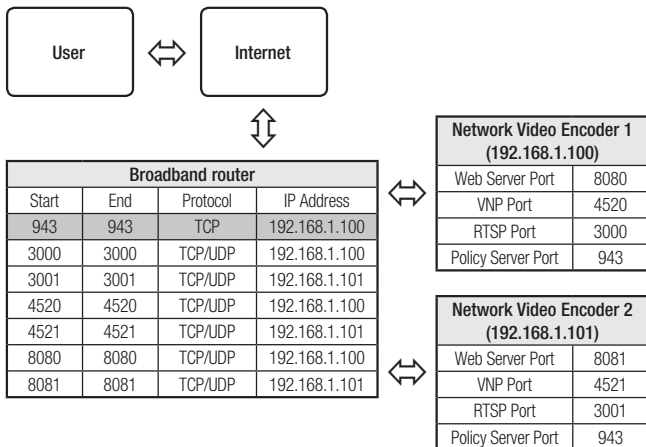 User
Internet
Broadband router
Start End Protocol IP Address
943 943 TCP 192.168.1.100
3000 3000 TCP/UDP 192.168.1.100
3001 3001 TCP/UDP 192.168.1.101
4520 4520 TCP/UDP 192.168.1.100
4521 4521 TCP/UDP 192.168.1.101
8080 8080 TCP/UDP 192.168.1.100
8081 8081 TCP/UDP 192.168.1.101
Network Video Encoder 1
(192.168.1.100)
Web Server Port 8080
VNP Port 4520
RTSP Port 3000
Policy Server Port 943
Network Video Encoder 2
(192.168.1.101)
Web Server Port 8081
VNP Port 4521
RTSP Port 3001
Policy Server Port 943